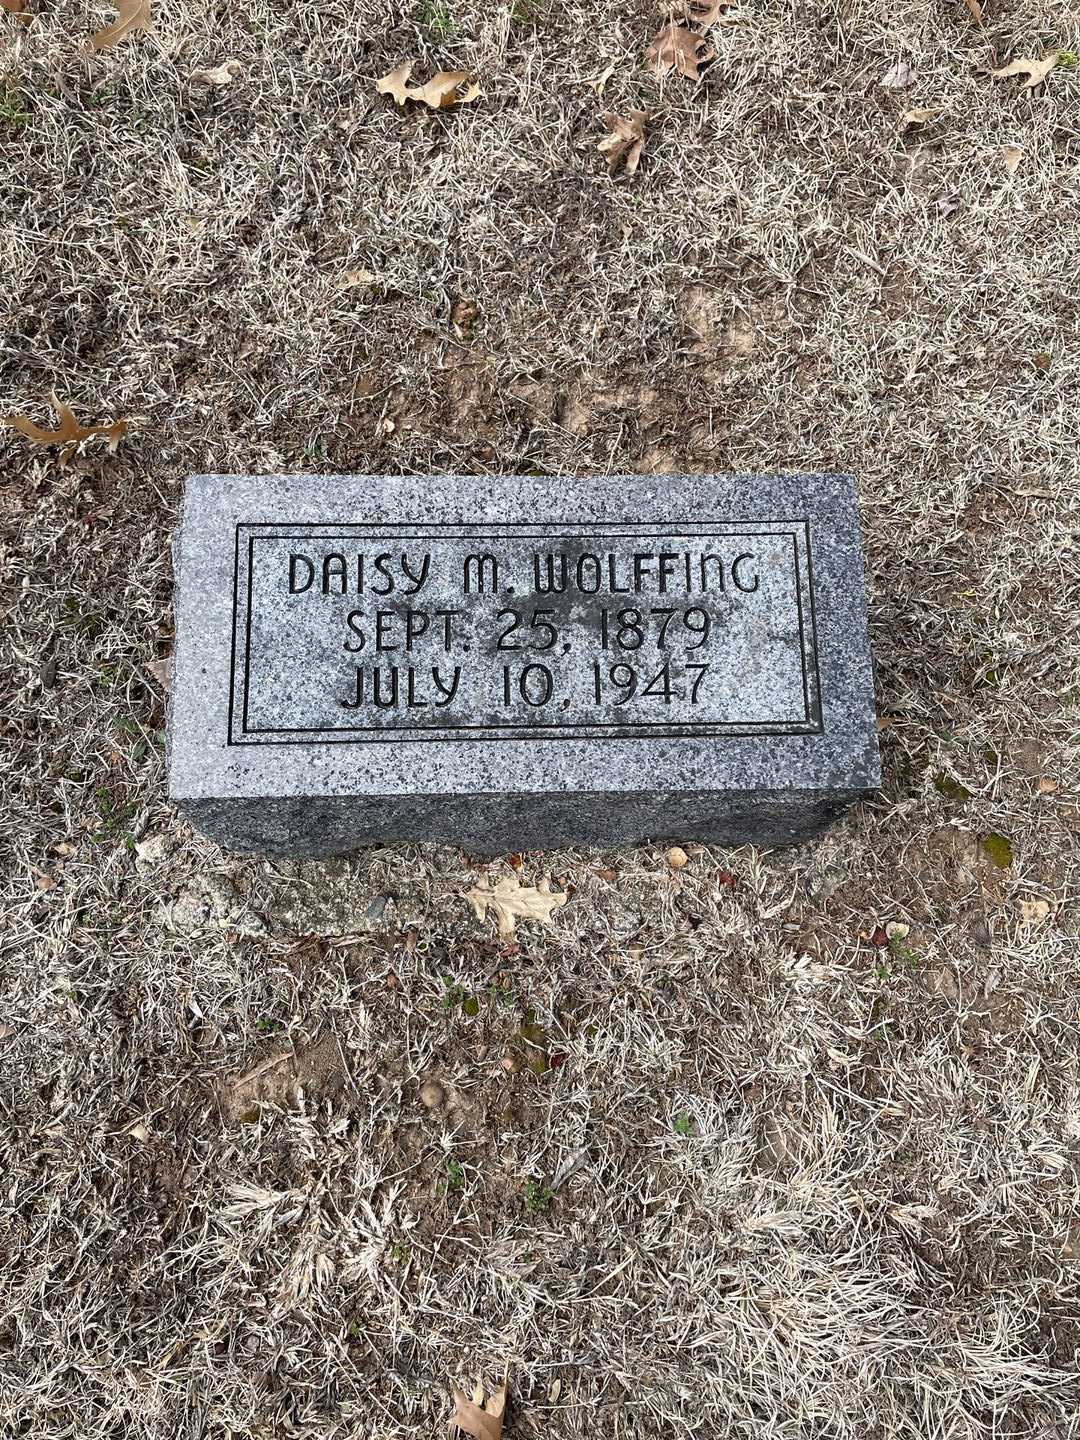 DAISY M. WOLFFING
SEPT. 25, 1879
JULY 10, 1947